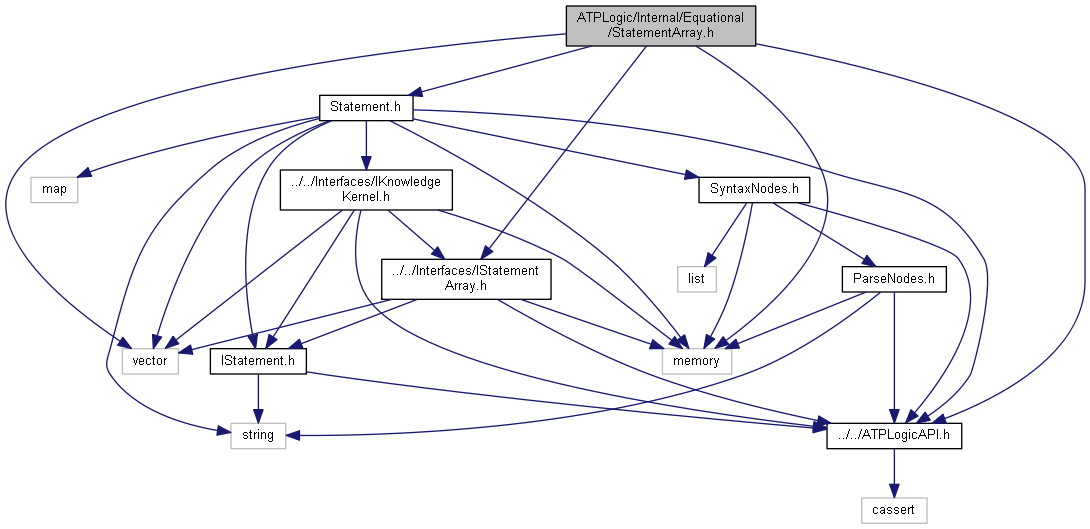 ATPLogic/Internal/Equational
/StatementArray.h
Statement.h
map
../../Interfaces/IKnowledge
Kernel.h
SyntaxNodes.h
../../Interfaces/IStatement
Array.h
list
ParseNodes.h
vector
IStatement.h
memory
string
../../ATPLogicAPI.h
cassert